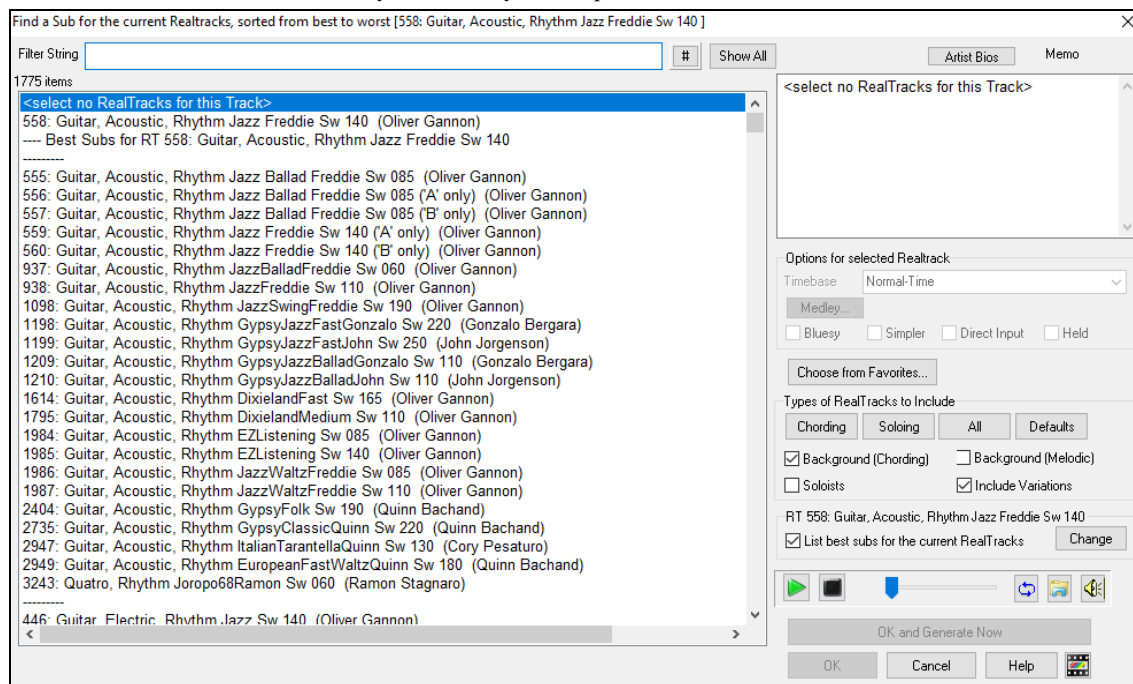 Find a Sub for the current Realtracks, sorted from best to worst [558: Guitar, Acoustic, Rhythm Jazz Freddie Sw 140 ]
Filter String
#
Show All
1775 items
<select no RealTracks for this Track>
558: Guitar, Acoustic, Rhythm Jazz Freddie Sw 140 (Oliver Gannon)
---- Best Subs for RT 558: Guitar, Acoustic, Rhythm Jazz Freddie Sw 140
---------
555: Guitar, Acoustic, Rhythm Jazz Ballad Freddie Sw 085 (Oliver Gannon)
556: Guitar, Acoustic, Rhythm Jazz Ballad Freddie Sw 085 ('A' only) (Oliver Gannon)
557: Guitar, Acoustic, Rhythm Jazz Ballad Freddie Sw 085 ('B' only) (Oliver Gannon)
559: Guitar, Acoustic, Rhythm Jazz Freddie Sw 140 ('A' only) (Oliver Gannon)
560: Guitar, Acoustic, Rhythm Jazz Freddie Sw 140 ('B' only) (Oliver Gannon)
937: Guitar, Acoustic, Rhythm JazzBalladFreddie Sw 060 (Oliver Gannon)
938: Guitar, Acoustic, Rhythm JazzFreddie Sw 110 (Oliver Gannon)
1098: Guitar, Acoustic, Rhythm JazzSwingFreddie Sw 190 (Oliver Gannon)
1198: Guitar, Acoustic, Rhythm GypsyJazzFastGonzalo Sw 220 (Gonzalo Bergara)
1199: Guitar, Acoustic, Rhythm GypsyJazzFastJohn Sw 250 (John Jorgenson)
1209: Guitar, Acoustic, Rhythm GypsyJazzBalladGonzalo Sw 110 (Gonzalo Bergara)
1210: Guitar, Acoustic, Rhythm GypsyJazzBalladJohn Sw 110 (John Jorgenson)
1614: Guitar, Acoustic, Rhythm DixielandFast Sw 165 (Oliver Gannon)
1795: Guitar, Acoustic, Rhythm DixielandMedium Sw 110 (Oliver Gannon)
1984: Guitar, Acoustic, Rhythm EZListening Sw 085 (Oliver Gannon)
1985: Guitar, Acoustic, Rhythm EZListening Sw 140 (Oliver Gannon)
1986: Guitar, Acoustic, Rhythm JazzWaltzFreddie Sw 085 (Oliver Gannon)
1987: Guitar, Acoustic, Rhythm JazzWaltzFreddie Sw 110 (Oliver Gannon)
2404: Guitar, Acoustic, Rhythm GypsyFolk Sw 190 (Quinn Bachand)
2735: Guitar, Acoustic, Rhythm GypsyClassicQuinn Sw 220 (Quinn Bachand)
2947: Guitar, Acoustic, Rhythm ItalianTarantellaQuinn Sw 130 (Cory Pesaturo)
2949: Guitar, Acoustic, Rhythm EuropeanFastWaltzQuinn Sw 180 (Quinn Bachand)
3243: Quatro, Rhythm Joropo68Ramon Sw 060 (Ramon Stagnaro)
---------
446: Guitar, Electric, Rhythm Jazz Sw 140 (Oliver Gannon)
Artist Bios
Memo
<select no RealTracks for this Track>
Options for selected Realtrack
Timebase Normal-Time
Medley...
Bluesy Simpler Direct Input Held
Choose from Favorites...
Types of RealTracks to Include
Chording Soloing All Defaults
Background (Chording) Background (Melodic)
Soloists Include Variations
RT 558: Guitar, Acoustic, Rhythm Jazz Freddie Sw 140
List best subs for the current RealTracks Change
OK and Generate Now
OK Cancel Help